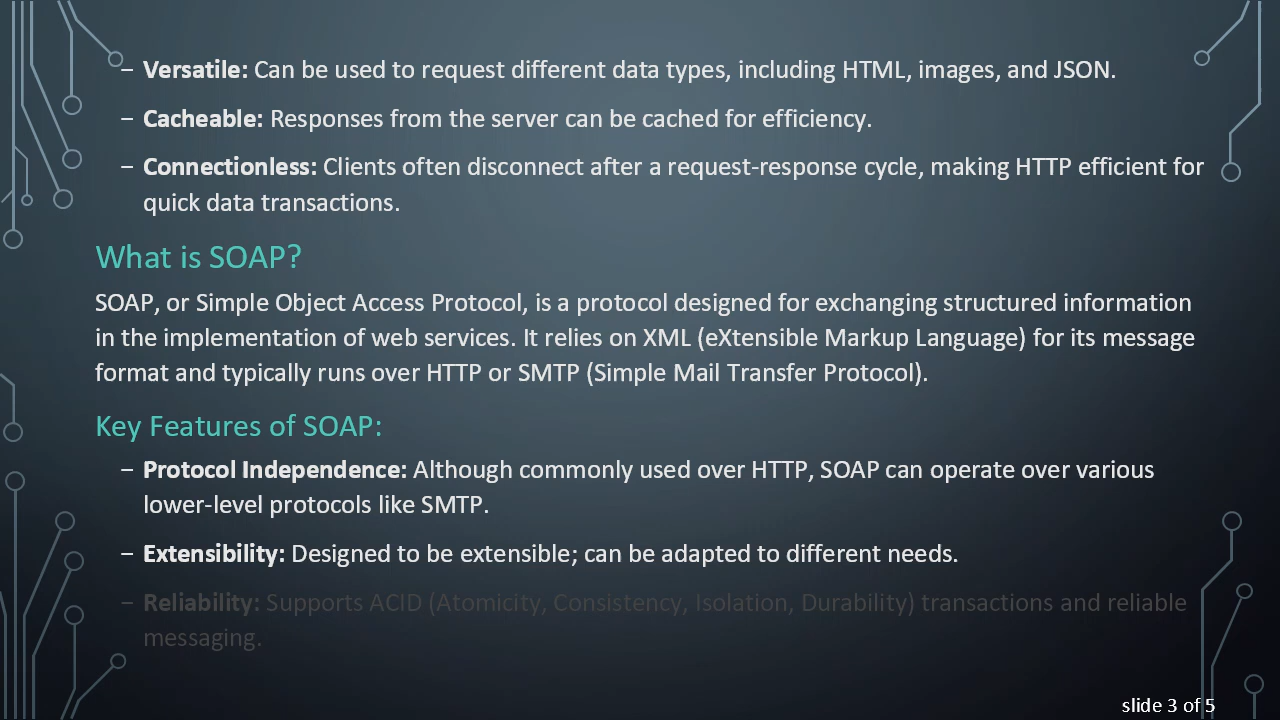 – Versatile: Can be used to request different data types, including HTML, images, and JSON.
– Cacheable: Responses from the server can be cached for efficiency.
– Connectionless: Clients often disconnect after a request-response cycle, making HTTP efficient for
quick data transactions.
What is SOAP?
SOAP, or Simple Object Access Protocol, is a protocol designed for exchanging structured information
in the implementation of web services. It relies on XML (eXtensible Markup Language) for its message
format and typically runs over HTTP or SMTP (Simple Mail Transfer Protocol).
Key Features of SOAP:
– Protocol Independence: Although commonly used over HTTP, SOAP can operate over various
lower-level protocols like SMTP.
– Extensibility: Designed to be extensible; can be adapted to different needs.
– Reliability: Supports ACID (Atomicity, Consistency, Isolation, Durability) transactions and reliable
messaging.
slide 3 of 5